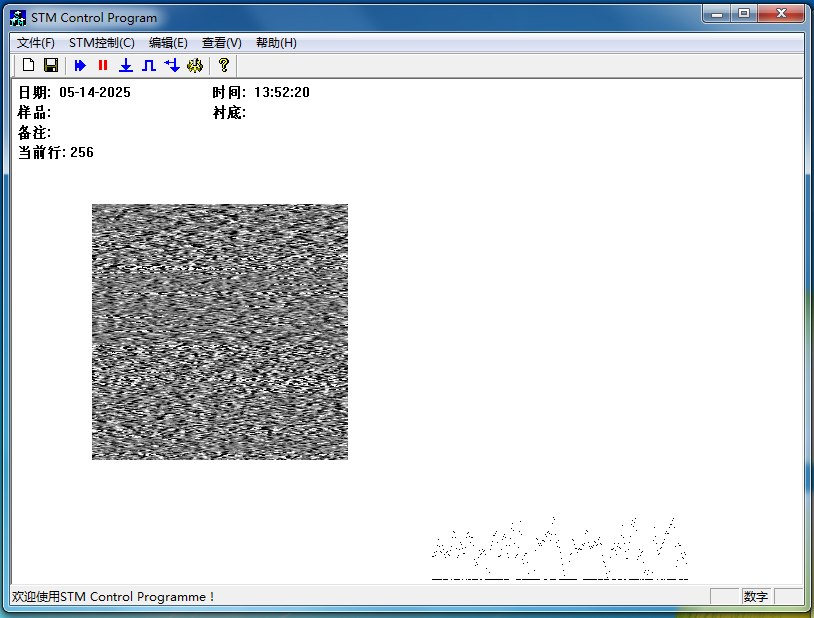 STM Control Program
文件(F) STM控制(C) 编辑(E) 查看(V) 帮助(H)
日期: 05-14-2025 时间: 13:52:20
样品: 衬底:
备注:
当前行: 256
欢迎使用STM Control Programme !
数字